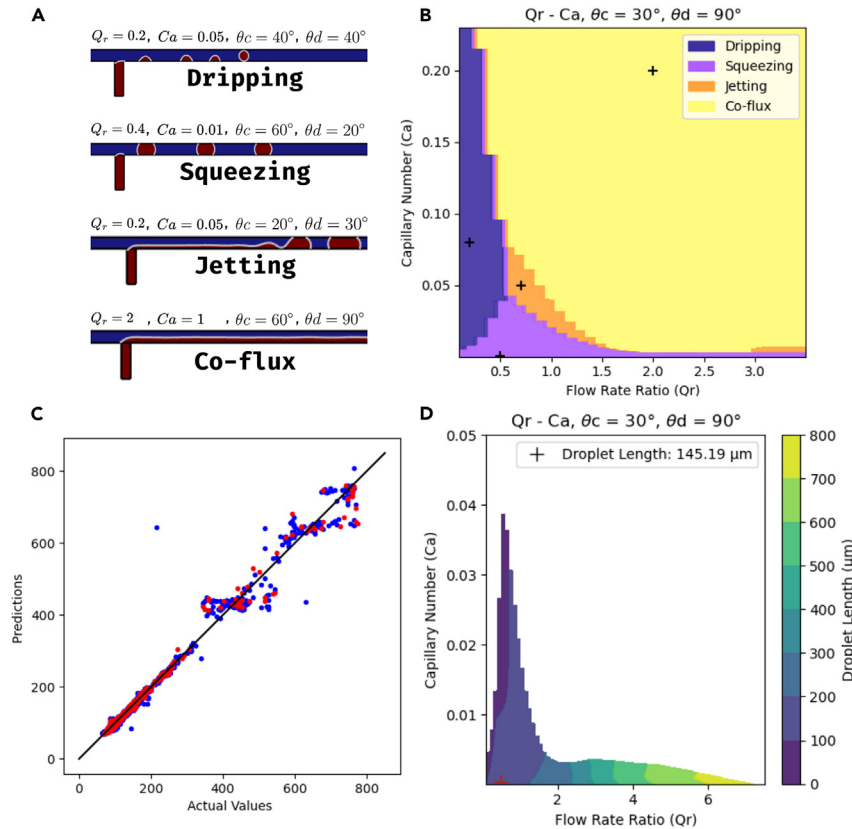 A
Qr = 0.2, Ca = 0.05, θc = 40°, θd = 40°
Dripping
Qr = 0.4, Ca = 0.01, θc = 60°, θd = 20°
Squeezing
Qr = 0.2, Ca = 0.05, θc = 20°, θd = 30°
Jetting
Qr = 2 , Ca = 1 , θc = 60°, θd = 90°
Co-flux
B
Qr - Ca, θc = 30°, θd = 90°
Dripping
Squeezing
Jetting
Co-flux
Capillary Number (Ca)
0.20
0.15
0.10
0.05
0.5 1.0 1.5 2.0 2.5 3.0
Flow Rate Ratio (Qr)
C
Predictions
800
600
400
200
0
0 200 400 600 800
Actual Values
D
Qr - Ca, θc = 30°, θd = 90°
Droplet Length: 145.19 μm
Capillary Number (Ca)
0.05
0.04
0.03
0.02
0.01
2 4 6
Flow Rate Ratio (Qr)
800
700
600
500
400
300
200
100
0
Droplet Length (μm)